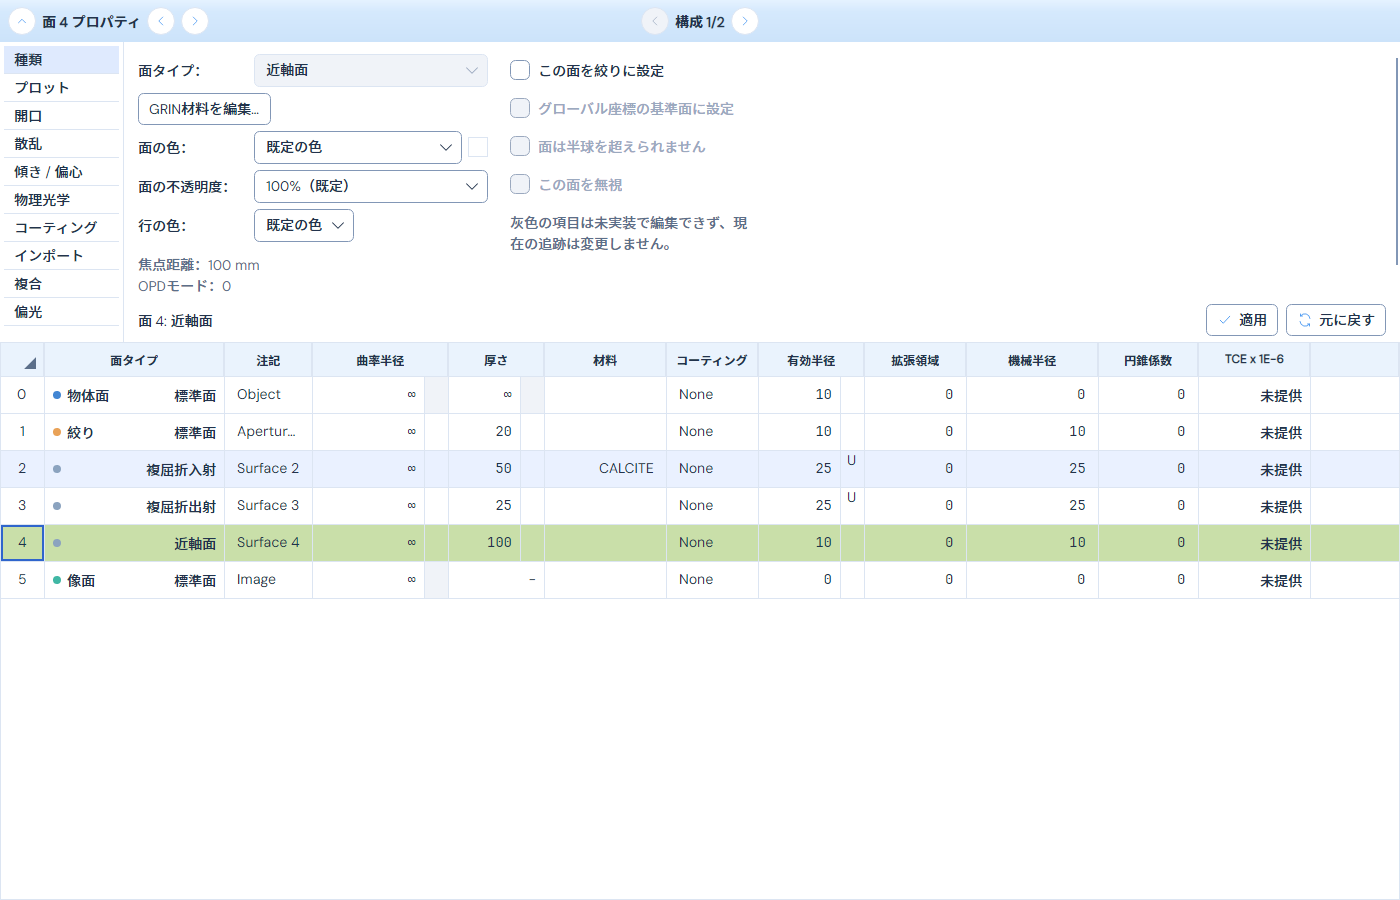 面 4 プロパティ
構成 1/2
種類
プロット
開口
散乱
傾き / 偏心
物理光学
コーティング
インポート
複合
偏光
面タイプ：
近軸面
GRIN材料を編集...
面の色：
既定の色
面の不透明度：
100%（既定）
行の色：
既定の色
焦点距離：100 mm
OPDモード：0
この面を絞りに設定
グローバル座標の基準面に設定
面は半球を超えられません
この面を無視
灰色の項目は未実装で編集できず、現
在の追跡は変更しません。
面 4: 近軸面
適用
元に戻す
面タイプ 注記 曲率半径 厚さ 材料 コーティング 有効半径 拡張領域 機械半径 円錐係数 TCE x 1E-6
0 物体面 標準面 Object ∞ ∞ None 10 0 0 0 未提供
1 絞り 標準面 Apertur... ∞ 20 None 10 0 10 0 未提供
2 複屈折入射 Surface 2 ∞ 50 CALCITE None 25 U 0 25 0 未提供
3 複屈折出射 Surface 3 ∞ 25 None 25 U 0 25 0 未提供
4 近軸面 Surface 4 ∞ 100 None 10 0 10 0 未提供
5 像面 標準面 Image ∞ - None 0 0 0 0 未提供